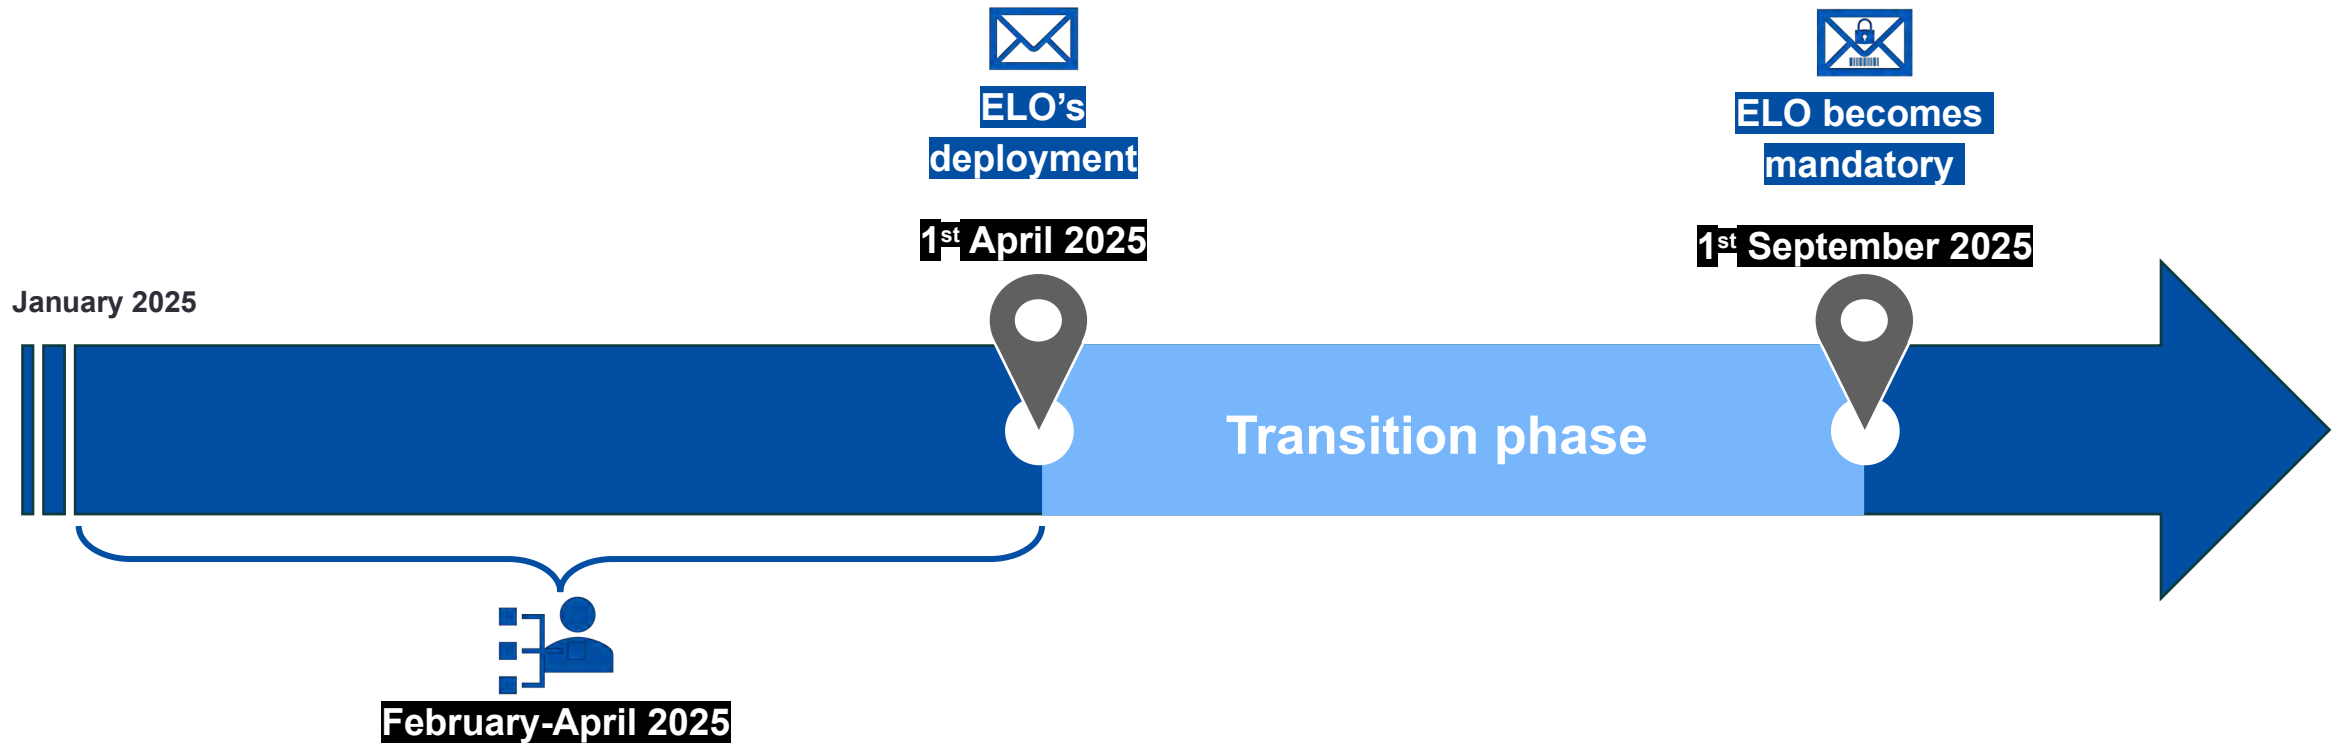 ELO’s
deployment
1st April 2025
ELO becomes
mandatory
1st September 2025
January 2025
Transition phase
February-April 2025